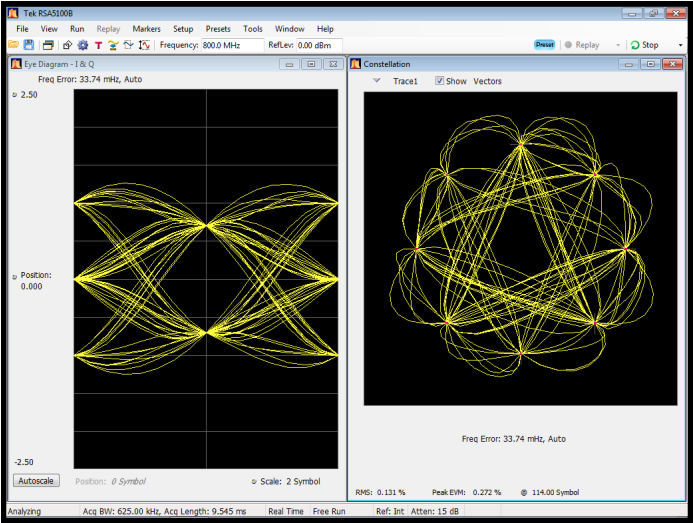 Tek RSA5100B
File View Run Replay Markers Setup Presets Tools Window Help
T Frequency: 800.0 MHz RefLev: 0.00 dBm Preset Replay Stop
Eye Diagram - I & Q
Freq Error: 33.74 mHz, Auto
2.50
Position:
0.000
-2.50
Autoscale Position: 0 Symbol Scale: 2 Symbol
Constellation
Trace1 Show Vectors
Freq Error: 33.74 mHz, Auto
RMS: 0.131 % Peak EVM: 0.272 % @ 114.00 Symbol
Analyzing Acq BW: 625.00 kHz, Acq Length: 9.545 ms Real Time Free Run Ref: Int Atten: 15 dB